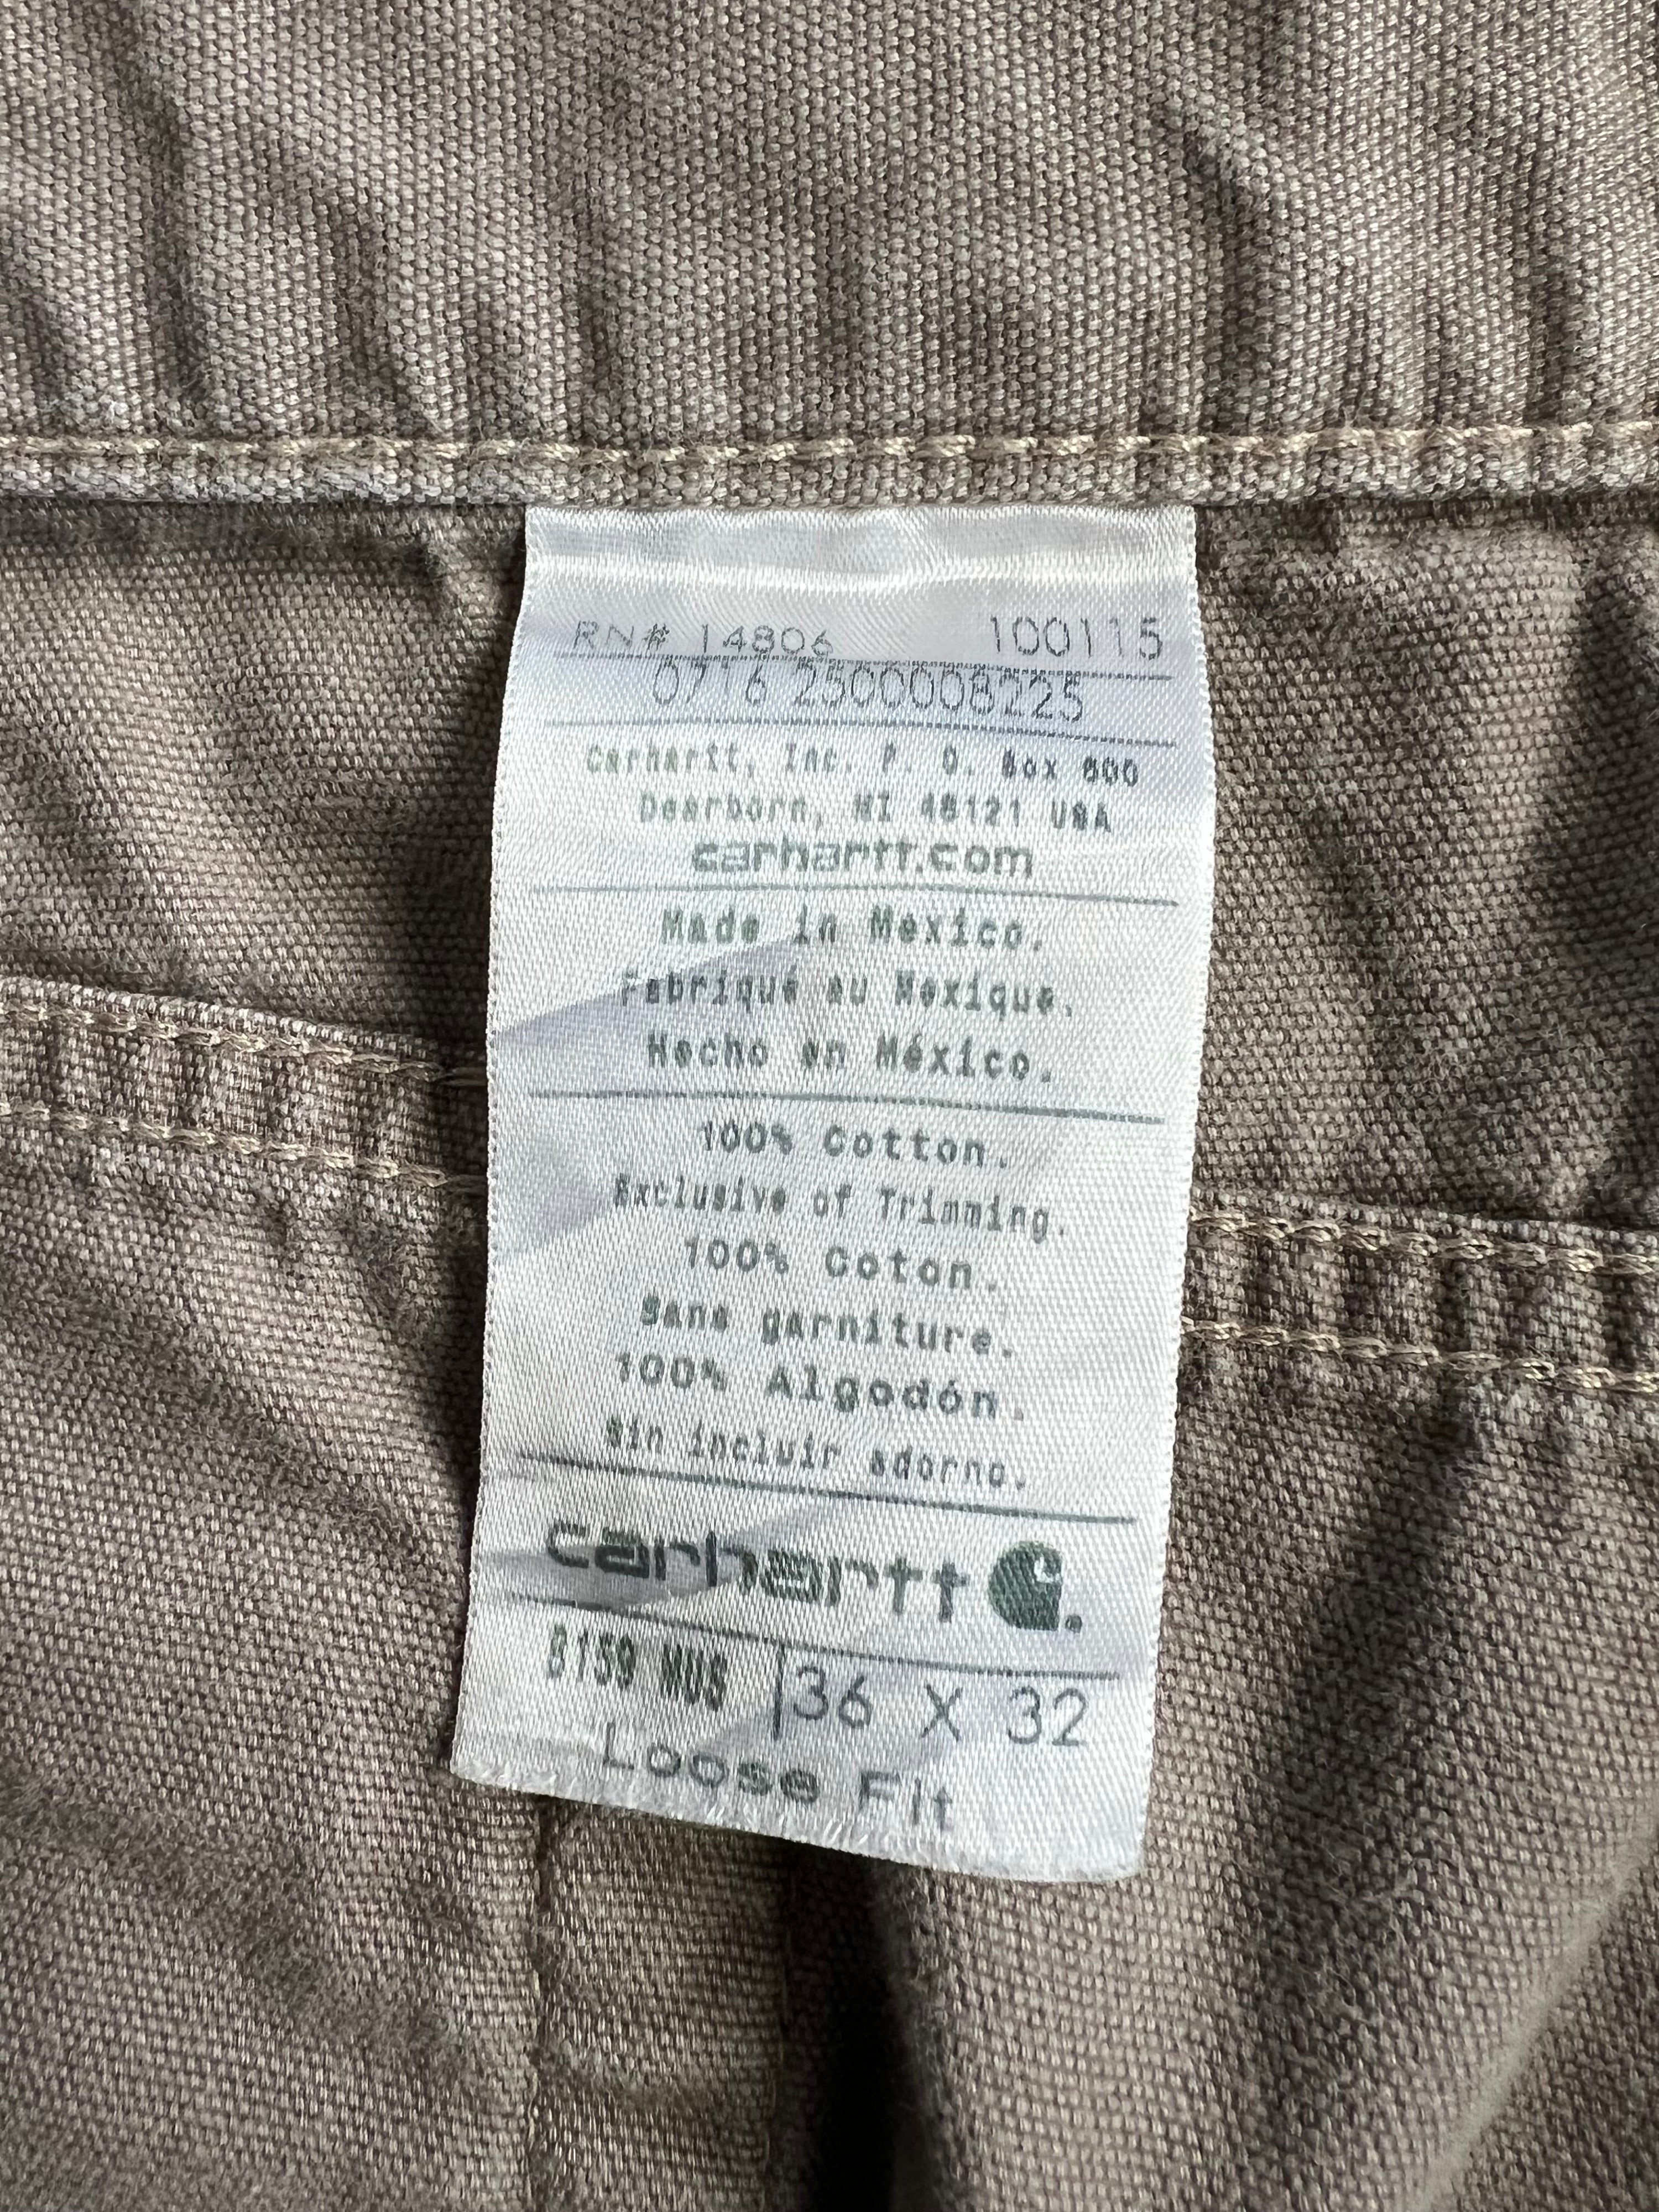 RN# 14806 100115
0716 2500008225
Carhartt, Inc. P. O. Box 600
Dearborn, MI 48121 USA
carhartt.com
Made in Mexico.
Fabriqué au Mexique.
Hecho en México.
100% Cotton.
Exclusive of Trimming.
100% Coton.
Sans garniture.
100% Algodón.
Sin incluir adorno.
carhartt
B159 MUS 36 X 32
Loose Fit